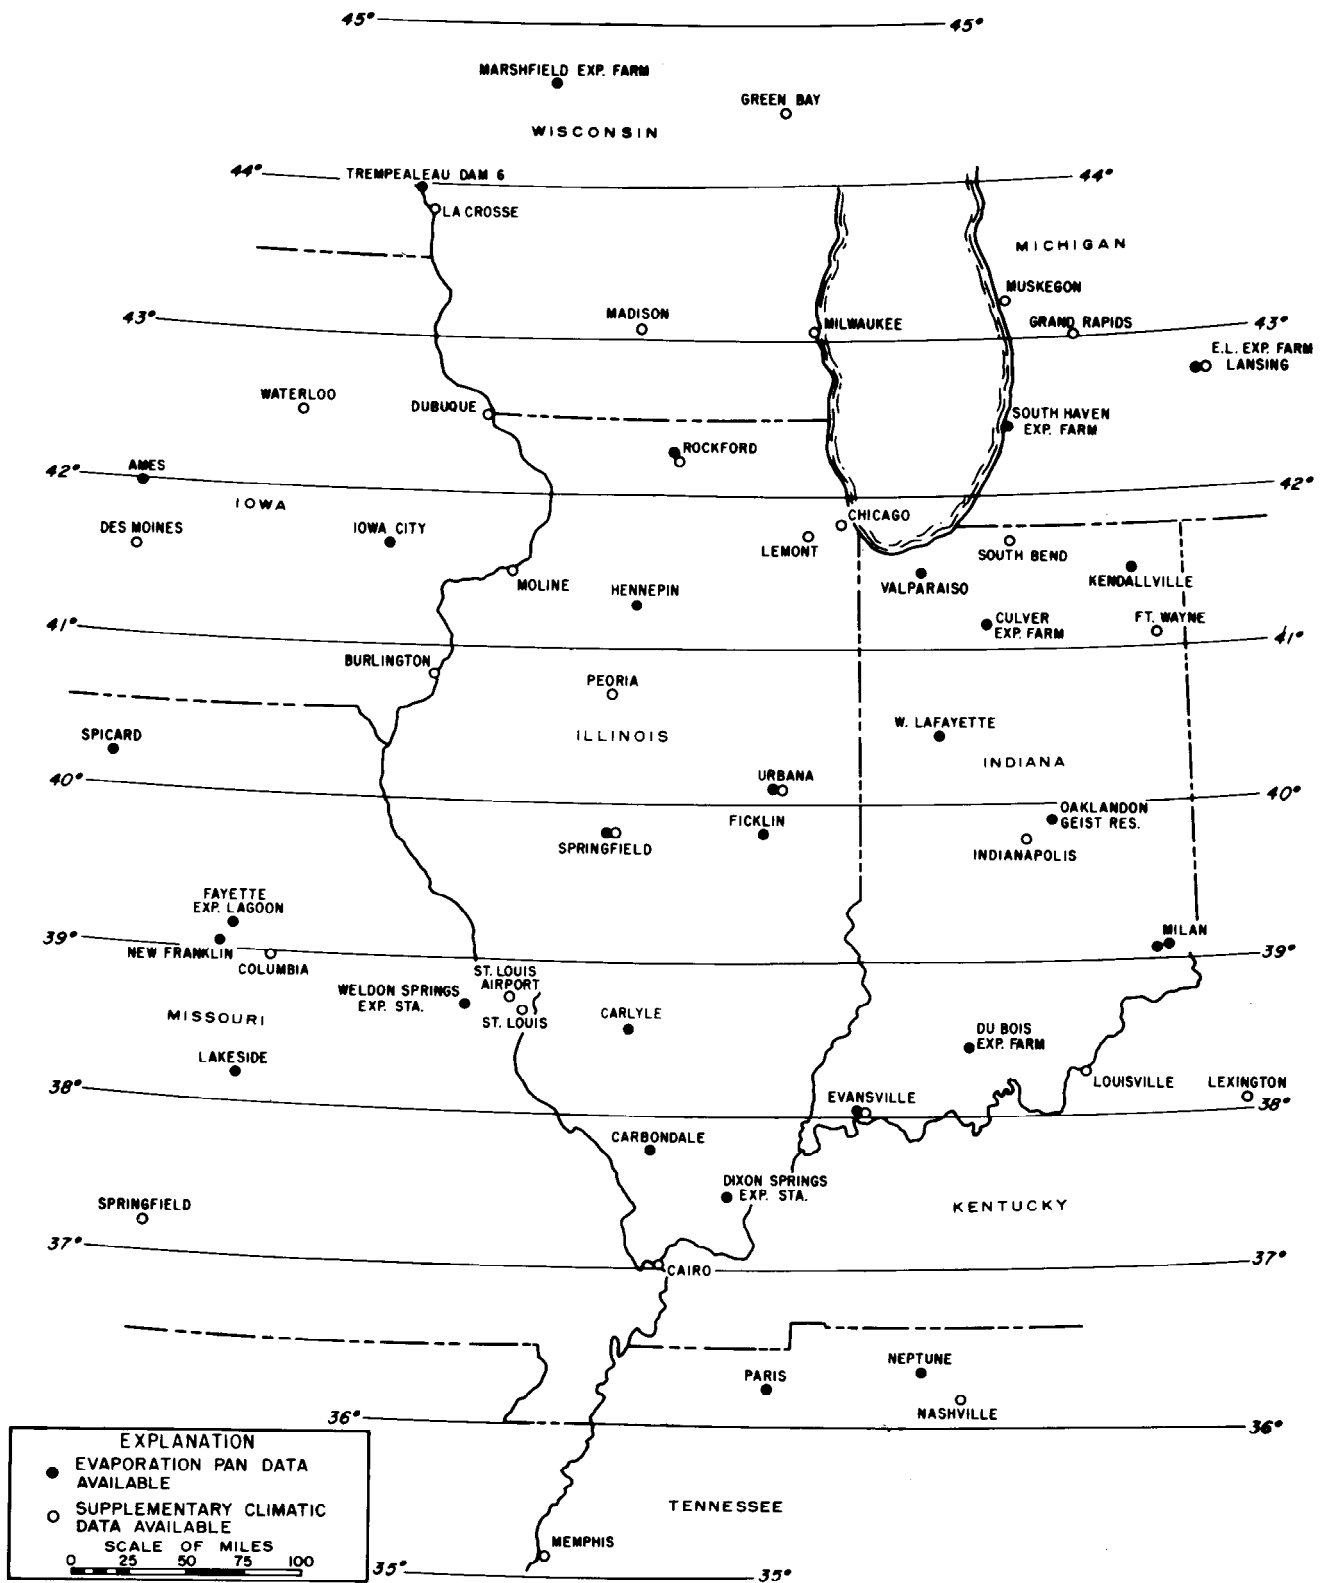 45°
45°
MARSHFIELD EXP. FARM
GREEN BAY
WISCONSIN
44°
TREMPEALEAU DAM 6
44°
LA CROSSE
MICHIGAN
MUSKEGON
43°
MADISON
MILWAUKEE
GRAND RAPIDS
43°
E.L. EXP. FARM
LANSING
WATERLOO
DUBUQUE
SOUTH HAVEN
EXP. FARM
ROCKFORD
42°
AMES
42°
IOWA
CHICAGO
DES MOINES
IOWA CITY
LEMONT
SOUTH BEND
MOLINE
HENNEPIN
VALPARAISO
KENDALLVILLE
41°
CULVER
EXP. FARM
FT. WAYNE
41°
BURLINGTON
PEORIA
SPICARD
ILLINOIS
W. LAFAYETTE
INDIANA
40°
URBANA
40°
OAKLANDON
GEIST RES.
FICKLIN
SPRINGFIELD
INDIANAPOLIS
FAYETTE
EXP. LAGOON
39°
NEW FRANKLIN
COLUMBIA
MILAN
39°
ST. LOUIS
AIRPORT
WELDON SPRINGS
EXP. STA.
ST. LOUIS
CARLYLE
MISSOURI
DU BOIS
EXP. FARM
LAKESIDE
38°
LOUISVILLE
LEXINGTON
38°
EVANSVILLE
CARBONDALE
DIXON SPRINGS
EXP. STA.
SPRINGFIELD
KENTUCKY
37°
CAIRO
37°
NEPTUNE
PARIS
NASHVILLE
36°
36°
EXPLANATION
EVAPORATION PAN DATA
AVAILABLE
SUPPLEMENTARY CLIMATIC
DATA AVAILABLE
SCALE OF MILES
0 25 50 75 100
TENNESSEE
MEMPHIS
35°
35°